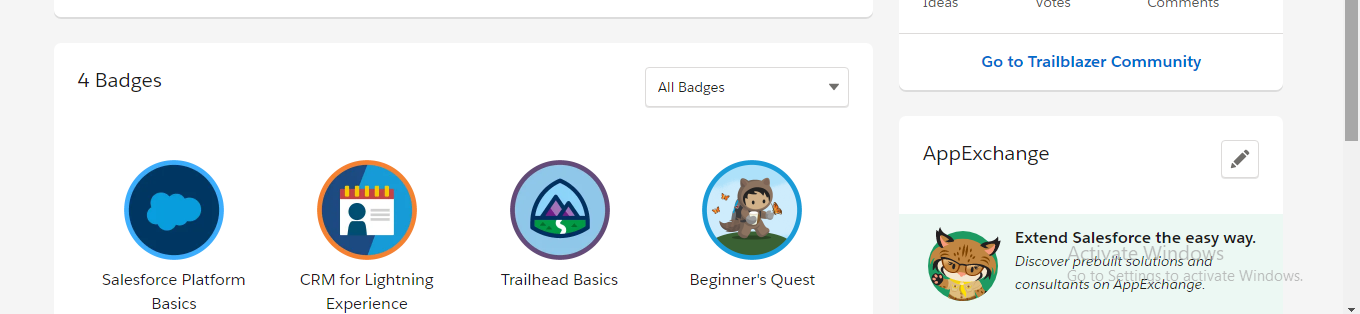 Ideas
Votes
Comments
Go to Trailblazer Community
4 Badges
All Badges
Salesforce Platform
Basics
CRM for Lightning
Experience
Trailhead Basics
Beginner's Quest
AppExchange
Extend Salesforce the easy way.
Discover prebuilt solutions and
consultants on AppExchange.
Activate Windows
Go to Settings to activate Windows.